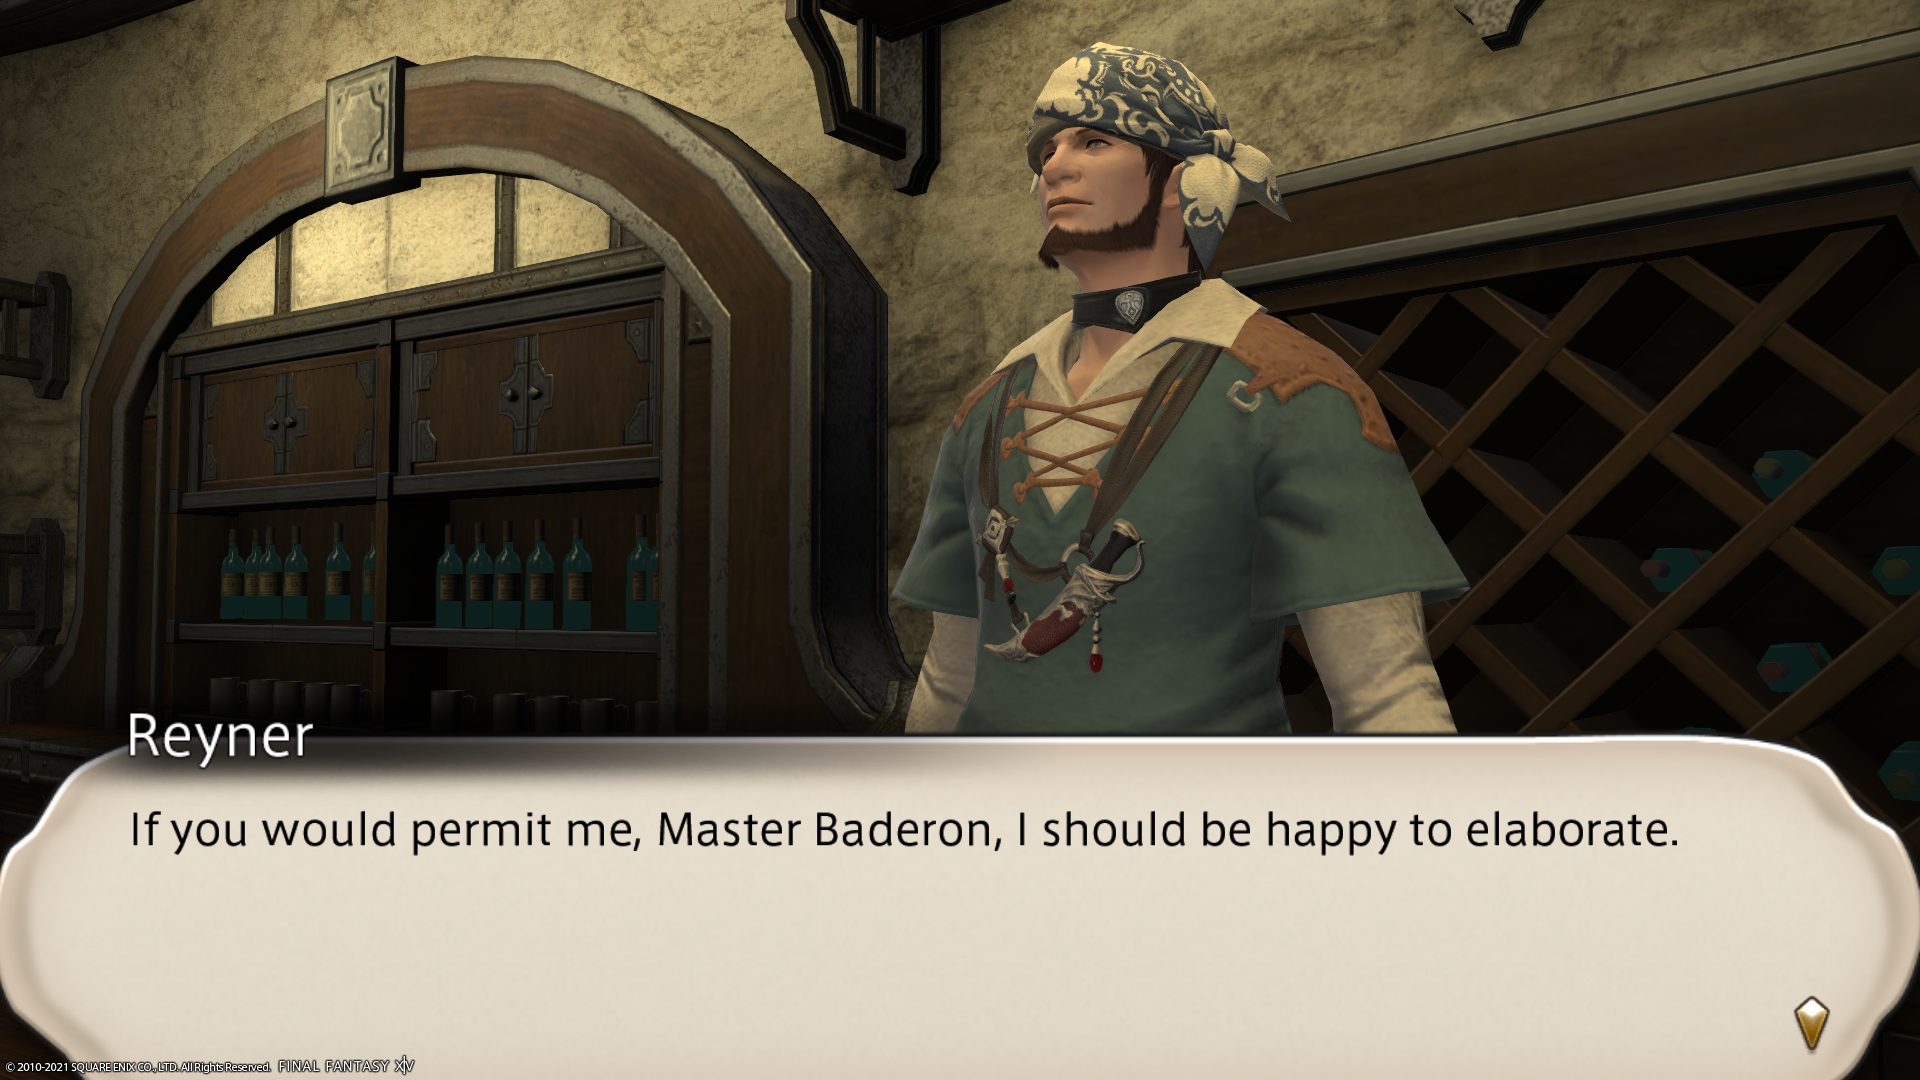 Reyner
If you would permit me, Master Baderon, I should be happy to elaborate.
© 2010-2021 SQUARE ENIX CO., LTD. All Rights Reserved. FINAL FANTASY XIV